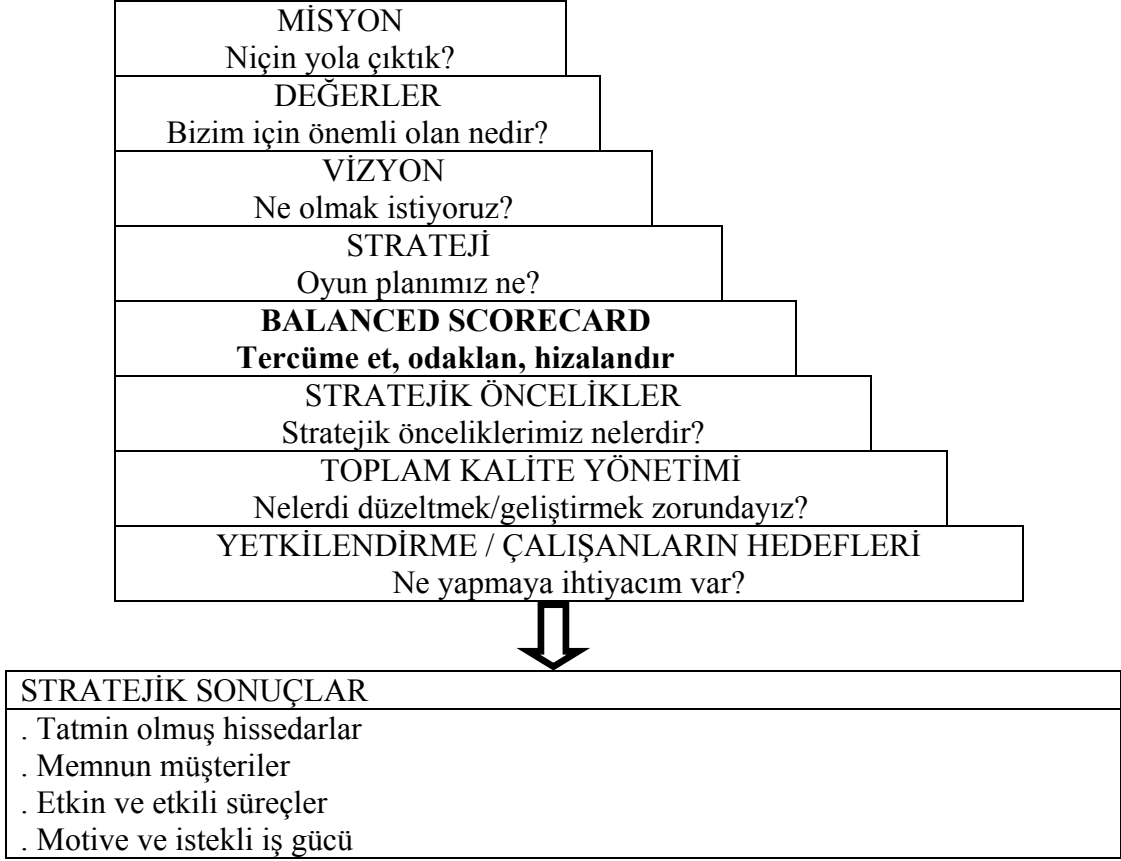 MİSYON
Niçin yola çıktık?
DEĞERLER
Bizim için önemli olan nedir?
VİZYON
Ne olmak istiyoruz?
STRATEJİ
Oyun planımız ne?
BALANCED SCORECARD
Tercüme et, odaklan, hizalandır
STRATEJİK ÖNCELİKLER
Stratejik önceliklerimiz nelerdir?
TOPLAM KALİTE YÖNETİMİ
Nelerdi düzeltmek/geliştirmek zorundayız?
YETKİLENDİRME / ÇALIŞANLARIN HEDEFLERİ
Ne yapmaya ihtiyacım var?
STRATEJİK SONUÇLAR
. Tatmin olmuş hissedarlar
. Memnun müşteriler
. Etkin ve etkili süreçler
. Motive ve istekli iş gücü